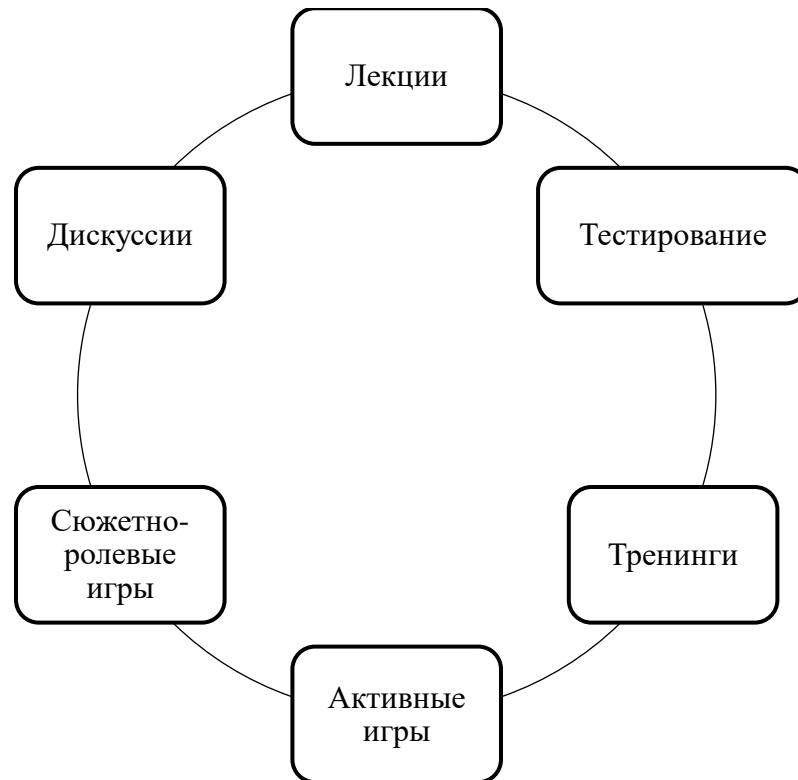 Лекции
Тестирование
Тренинги
Активные
игры
Сюжетно-
ролевые
игры
Дискуссии